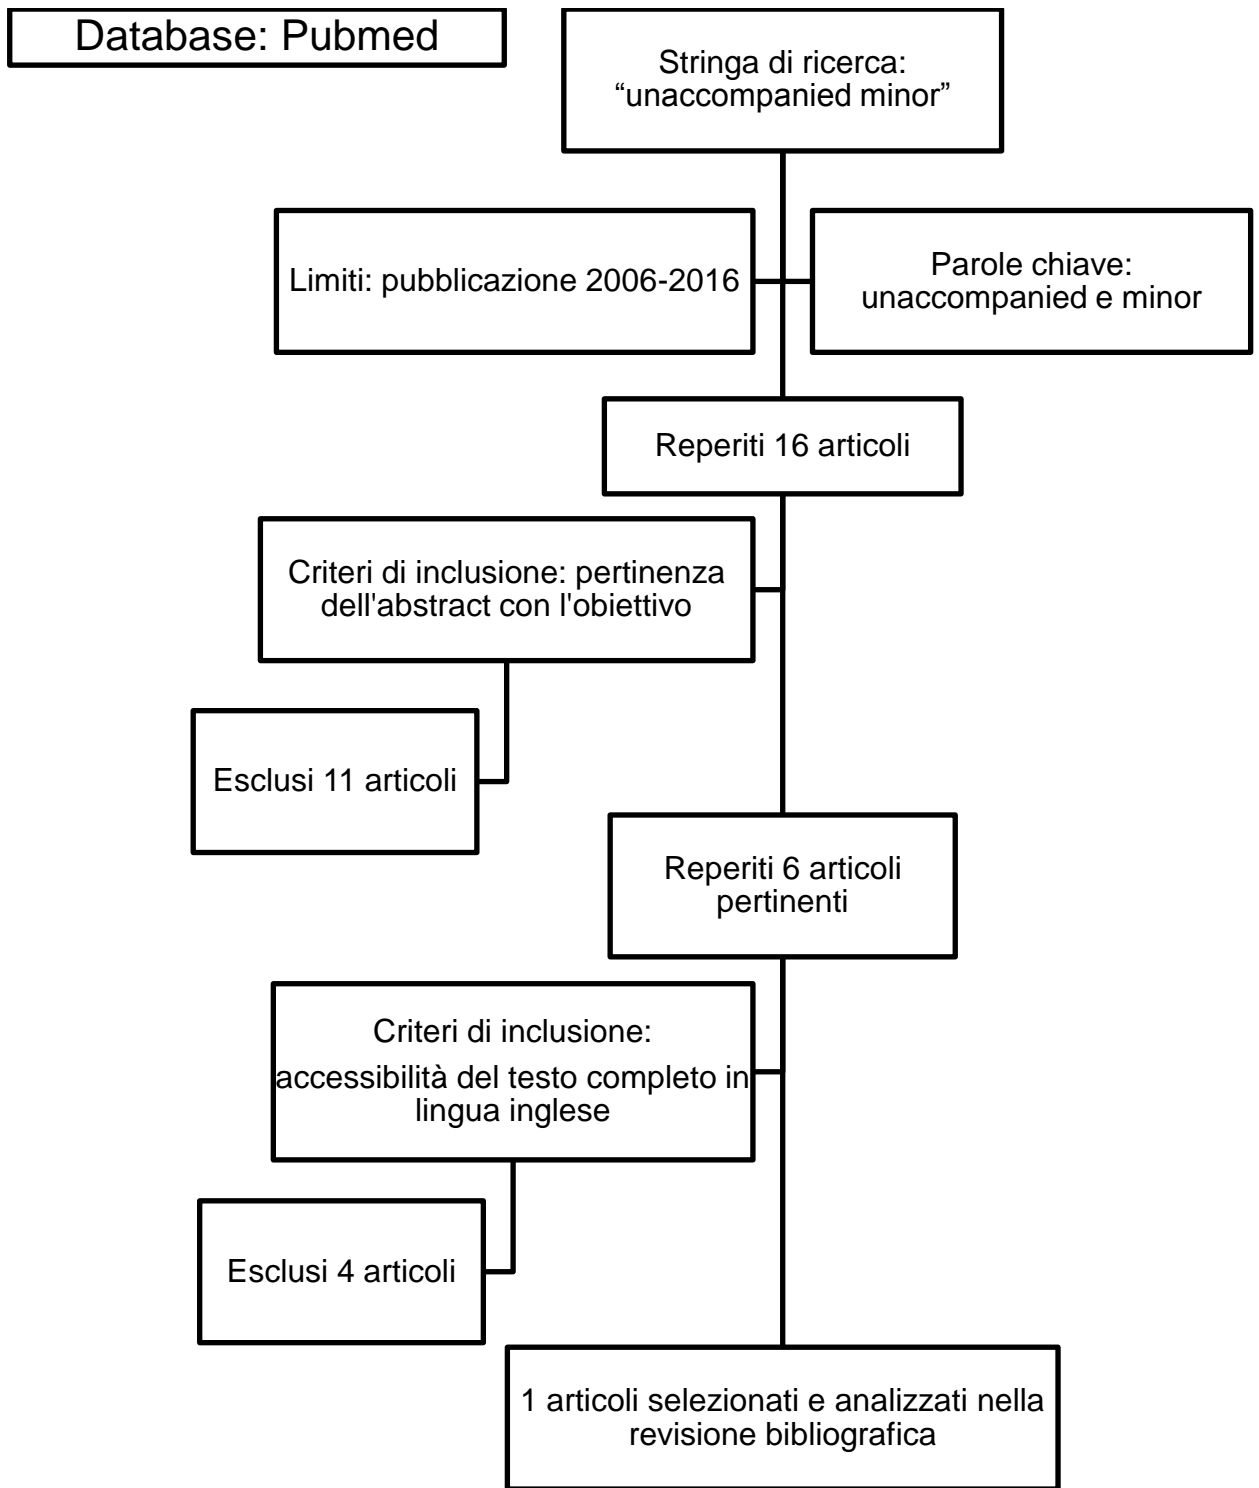 Database: Pubmed
Stringa di ricerca:
“unaccompanied minor”
Limiti: pubblicazione 2006-2016
Parole chiave:
unaccompanied e minor
Reperiti 16 articoli
Criteri di inclusione: pertinenza
dell'abstract con l'obiettivo
Esclusi 11 articoli
Reperiti 6 articoli
pertinenti
Criteri di inclusione:
accessibilità del testo completo in
lingua inglese
Esclusi 4 articoli
1 articoli selezionati e analizzati nella
revisione bibliografica